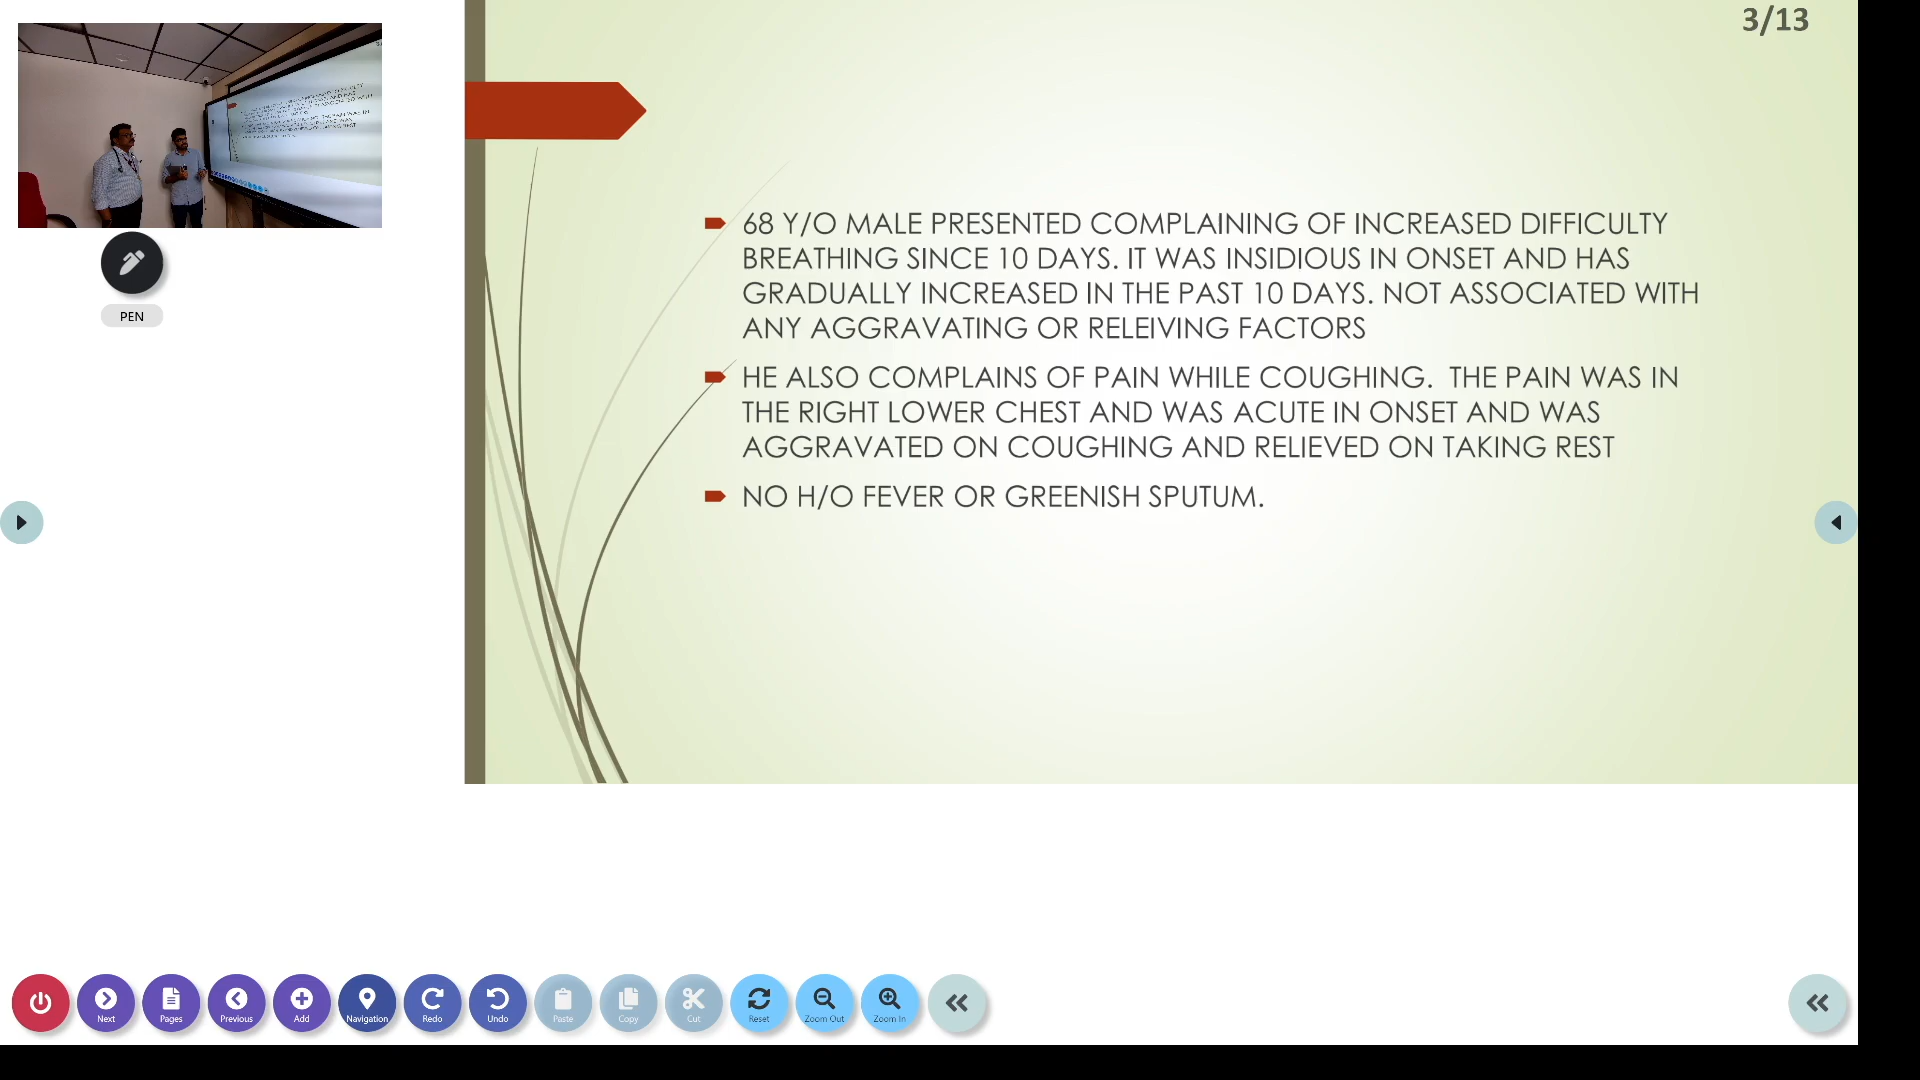 3/13
68 Y/O MALE PRESENTED COMPLAINING OF INCREASED DIFFICULTY
BREATHING SINCE 10 DAYS. IT WAS INSIDIOUS IN ONSET AND HAS
GRADUALLY INCREASED IN THE PAST 10 DAYS. NOT ASSOCIATED WITH
ANY AGGRAVATING OR RELEIVING FACTORS
HE ALSO COMPLAINS OF PAIN WHILE COUGHING. THE PAIN WAS IN
THE RIGHT LOWER CHEST AND WAS ACUTE IN ONSET AND WAS
AGGRAVATED ON COUGHING AND RELIEVED ON TAKING REST
NO H/O FEVER OR GREENISH SPUTUM.
PEN
Next Pages Previous Add Navigation Redo Undo Paste Copy Cut Reset Zoom Out Zoom In